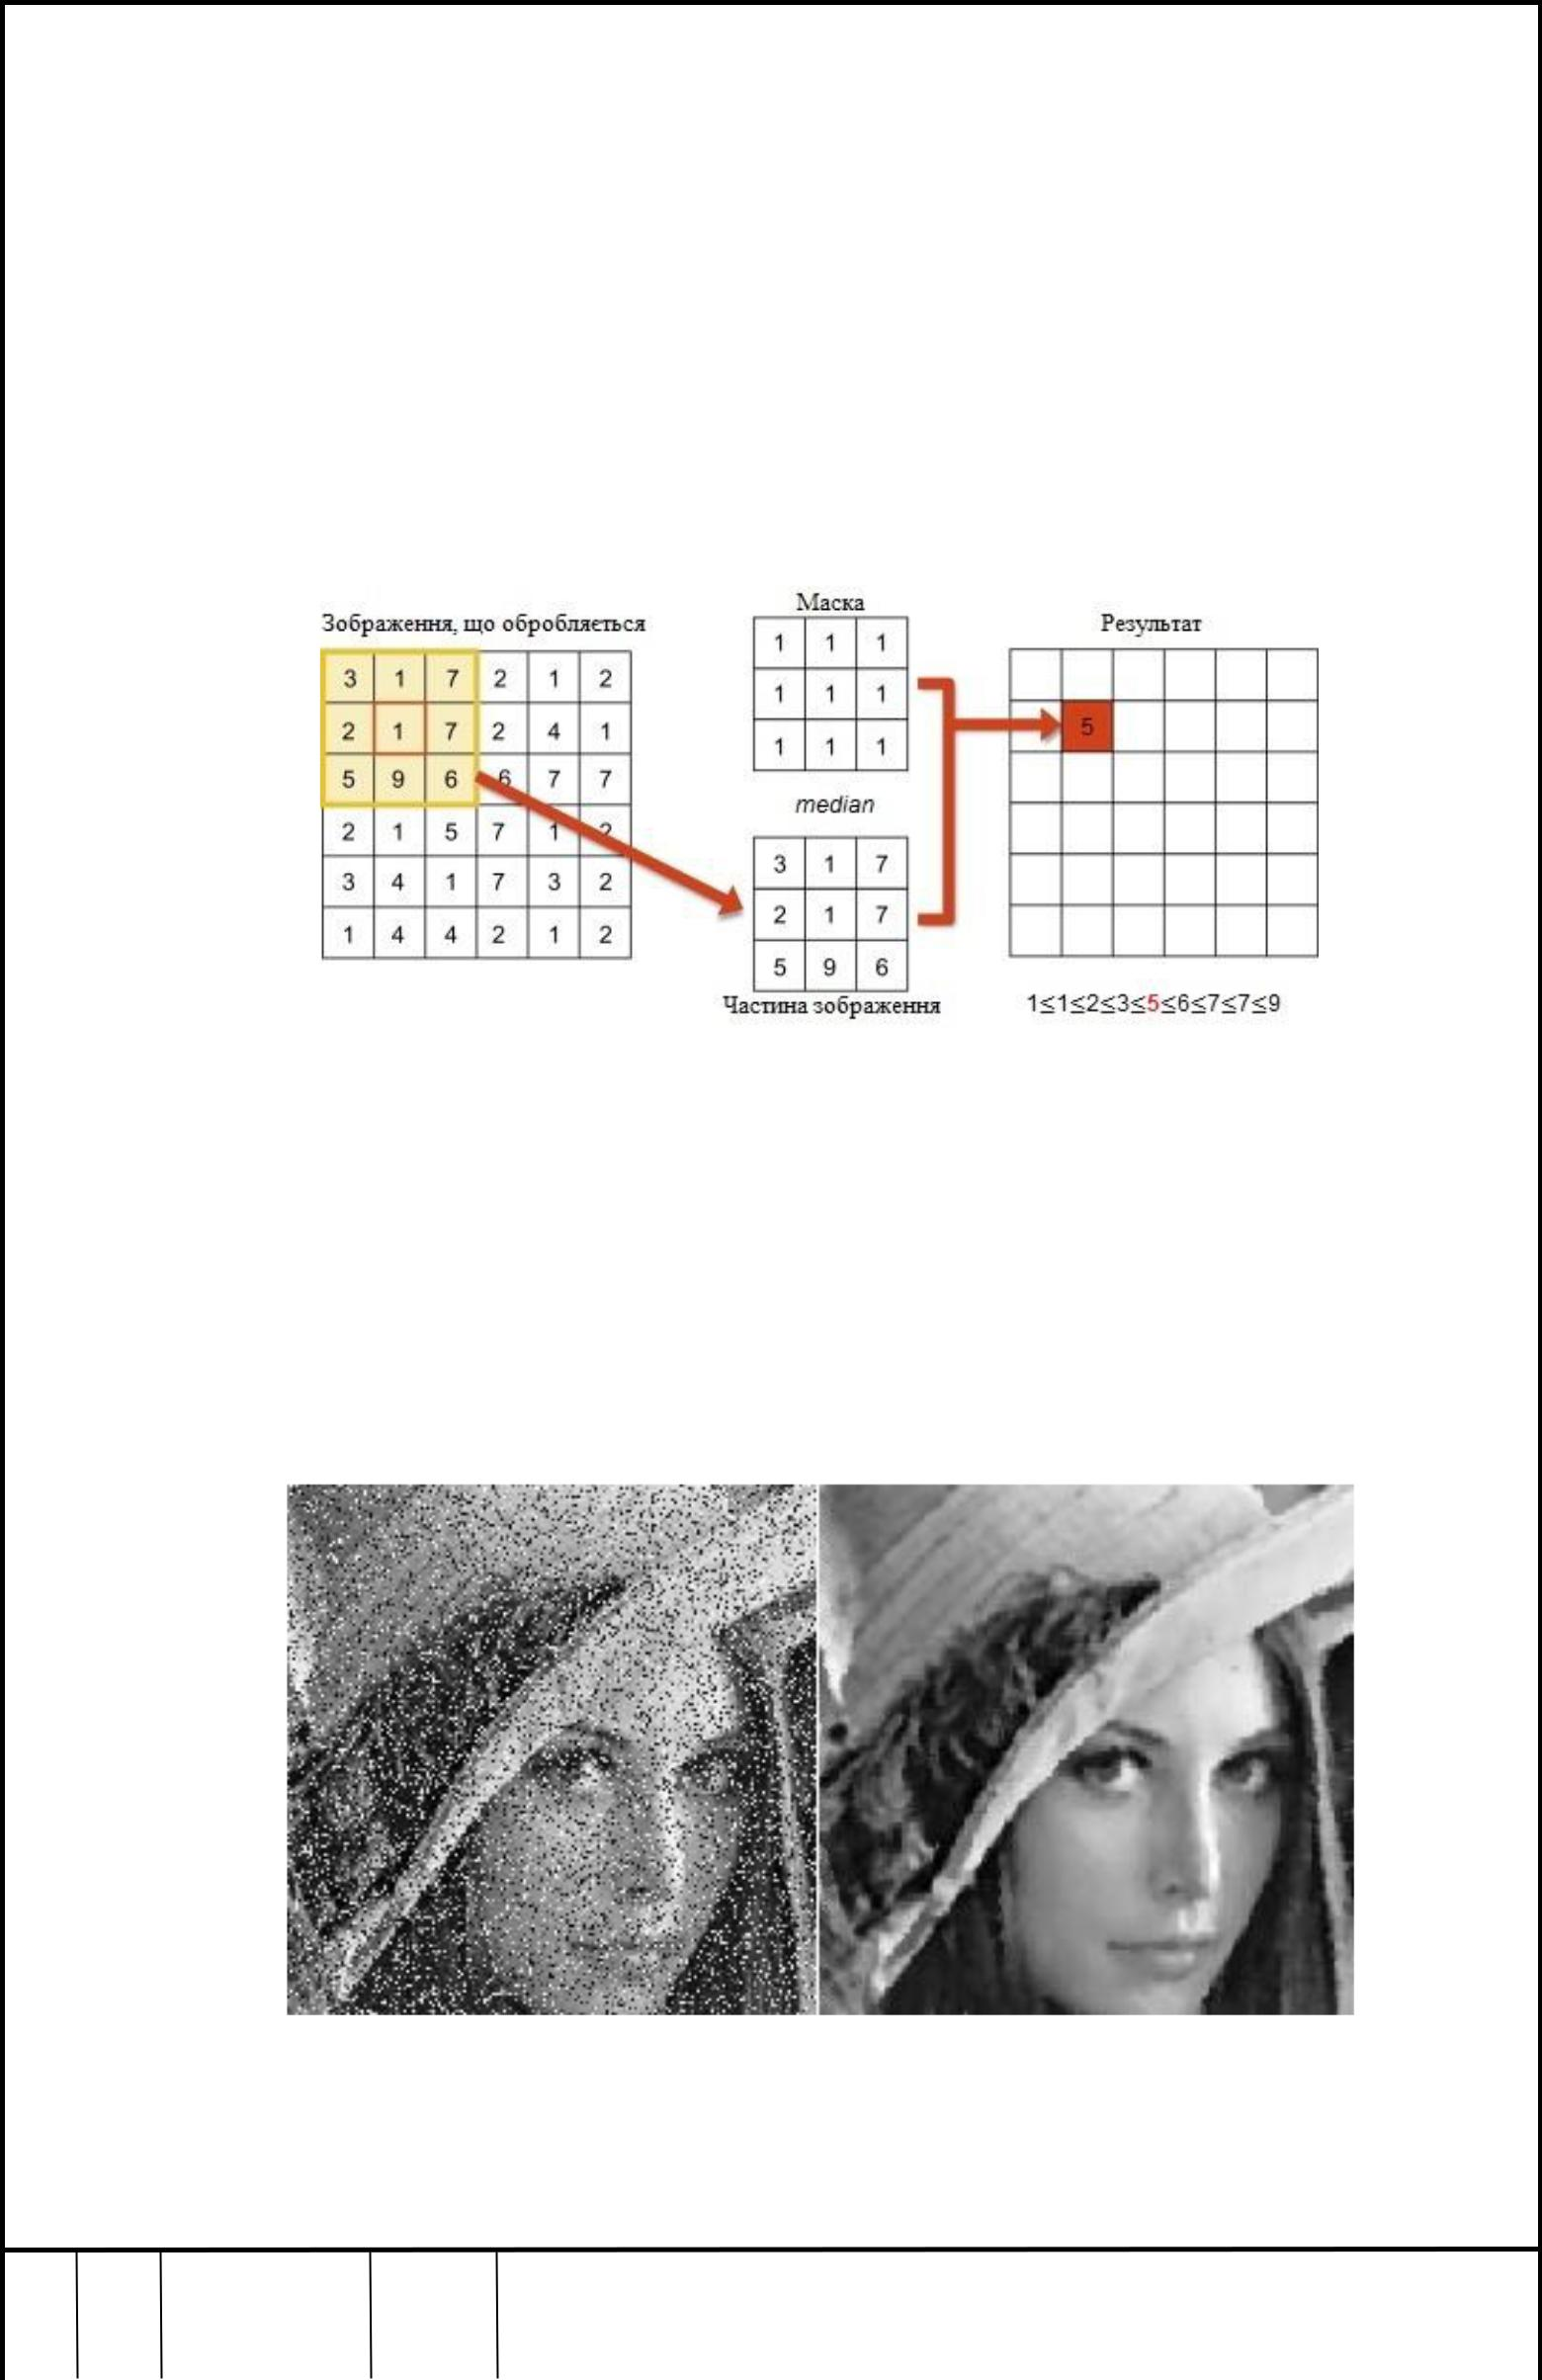 Зображення, що обробляється
3 1 7 2 1 2
2 1 7 2 4 1
5 9 6 6 7 7
2 1 5 7 1 2
3 4 1 7 3 2
1 4 4 2 1 2
Маска
1 1 1
1 1 1
1 1 1
median
3 1 7
2 1 7
5 9 6
Частина зображення
Результат
5
1≤1≤2≤3≤5≤6≤7≤7≤9